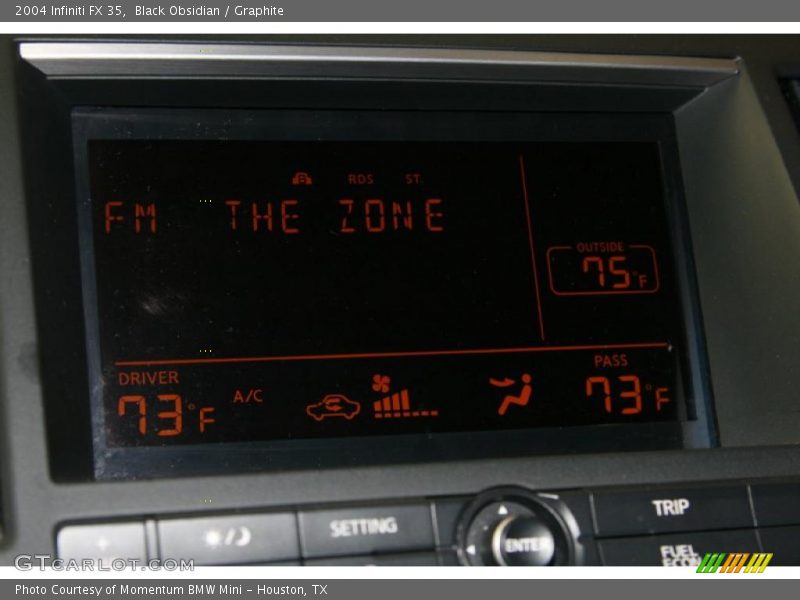 2004 Infiniti FX 35,  Black Obsidian / Graphite
RDS ST
FM THE ZONE
OUTSIDE
75°F
DRIVER
73°F
A/C
PASS
73°F
SETTING
ENTER
TRIP
FUEL
ECON
GTCARLOT.COM
Photo Courtesy of Momentum BMW Mini - Houston, TX